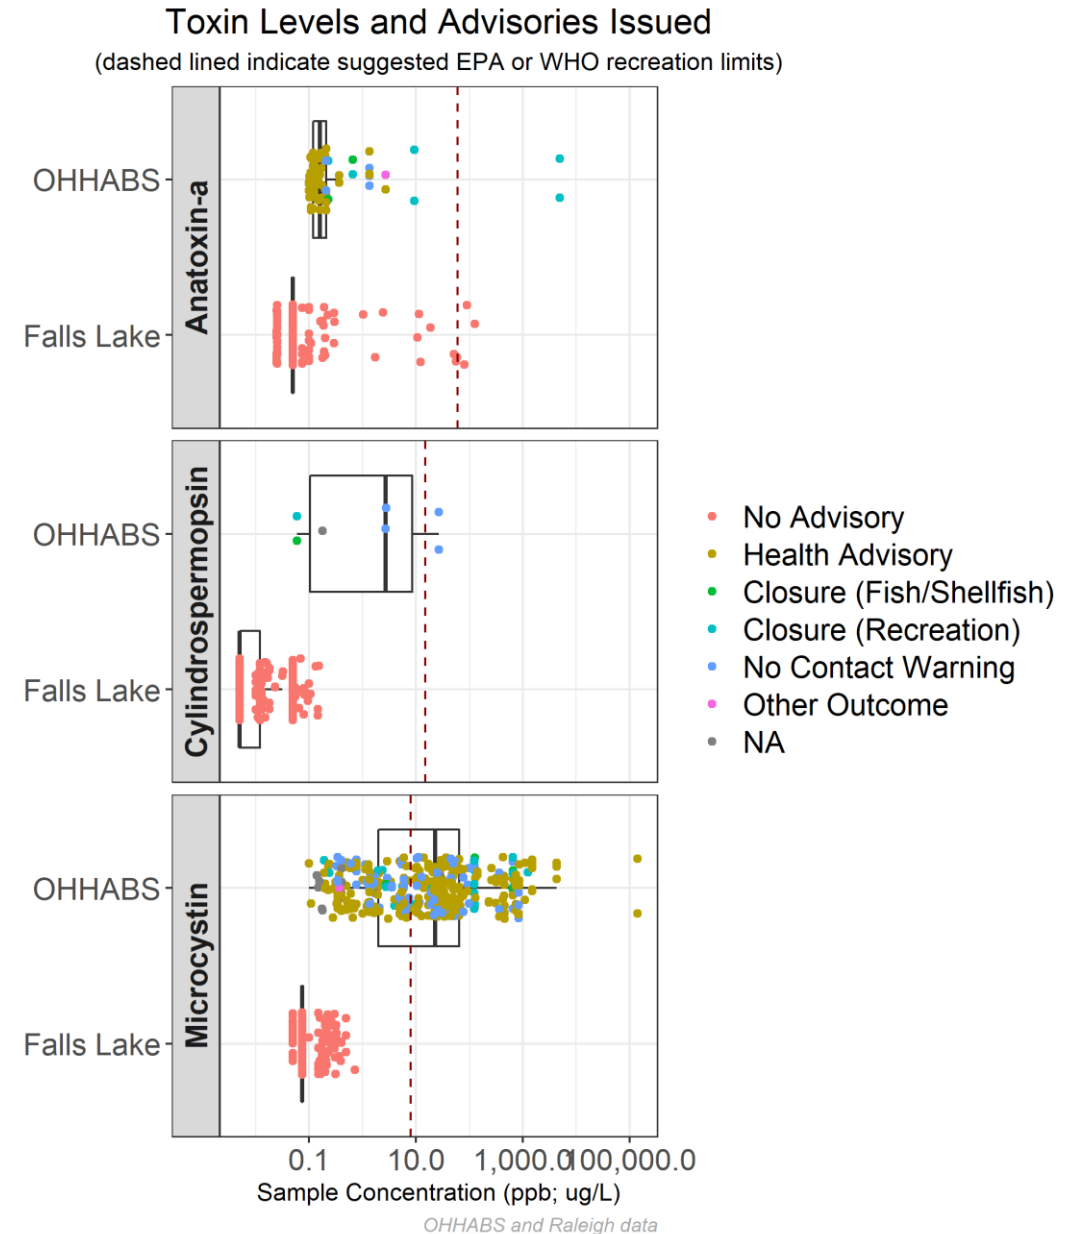 Toxin Levels and Advisories Issued
(dashed lined indicate suggested EPA or WHO recreation limits)
Anatoxin-a
OHHABS
Falls Lake
Cylindrospermopsin
OHHABS
Falls Lake
Microcystin
OHHABS
Falls Lake
0.1 10.0 1,000.0 100,000.0
Sample Concentration (ppb; ug/L)
OHHABS and Raleigh data
No Advisory
Health Advisory
Closure (Fish/Shellfish)
Closure (Recreation)
No Contact Warning
Other Outcome
NA